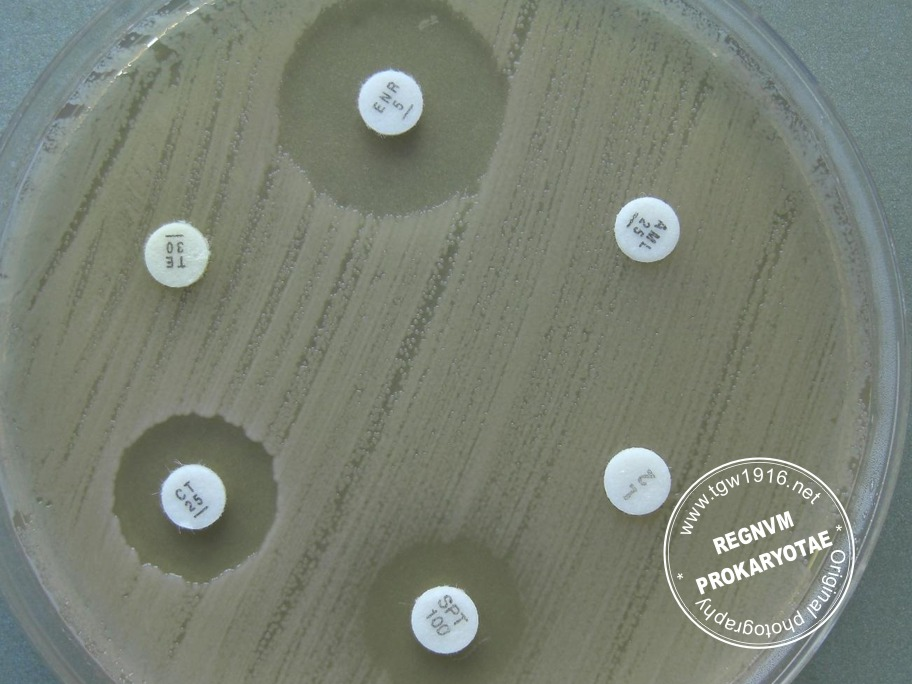 ENR
5
AML
25
TE
30
CT
25
SPT
100
www.tgw1916.net
REGNVM
PROKARYOTAE
* Original photography *